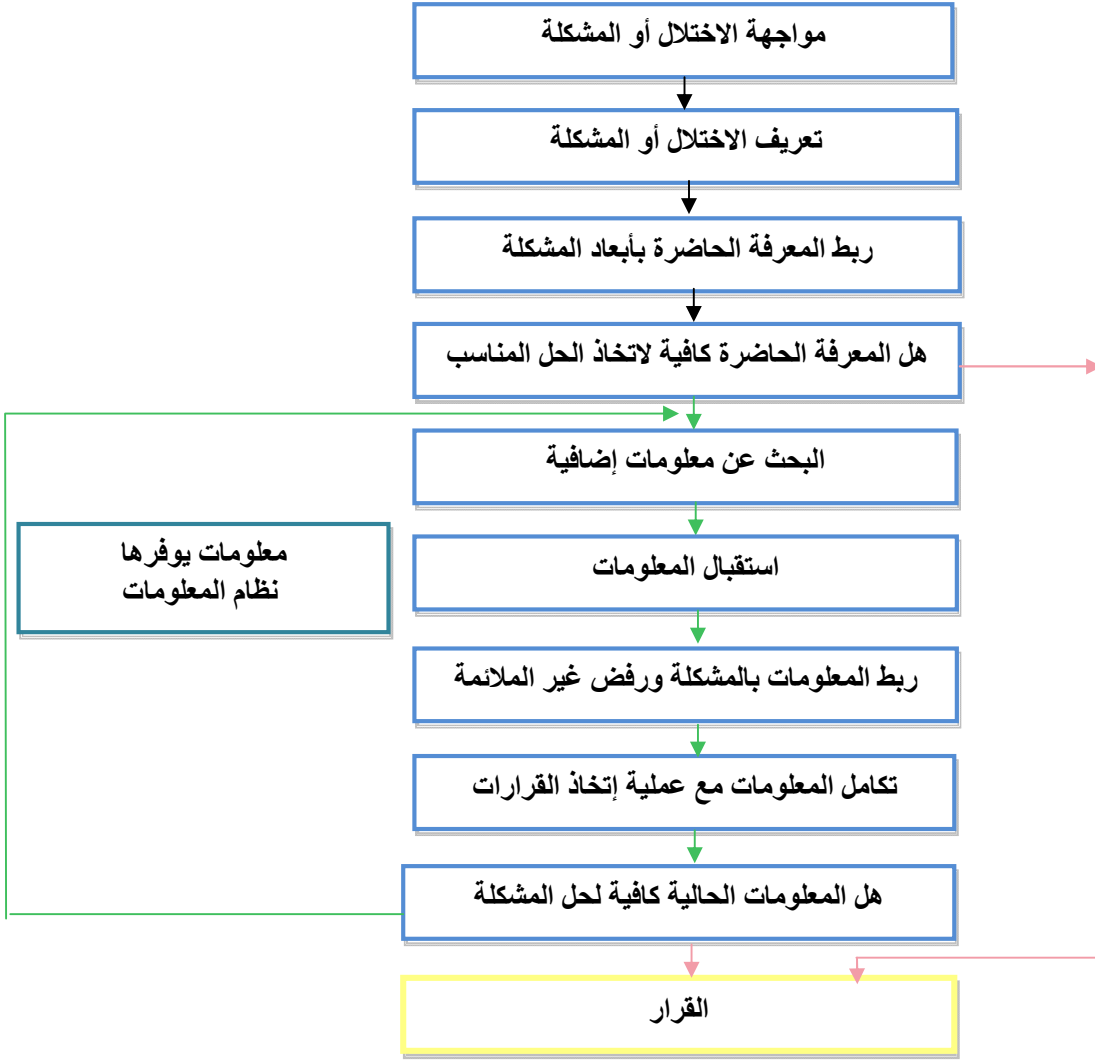 مواجهة الاختلال أو المشكلة
تعريف الاختلال أو المشكلة
ربط المعرفة الحاضرة بأبعاد المشكلة
هل المعرفة الحاضرة كافية لاتخاذ الحل المناسب
البحث عن معلومات إضافية
معلومات يوفرها
نظام المعلومات
استقبال المعلومات
ربط المعلومات بالمشكلة ورفض غير الملائمة
تكامل المعلومات مع عملية إتخاذ القرارات
هل المعلومات الحالية كافية لحل المشكلة
القرار